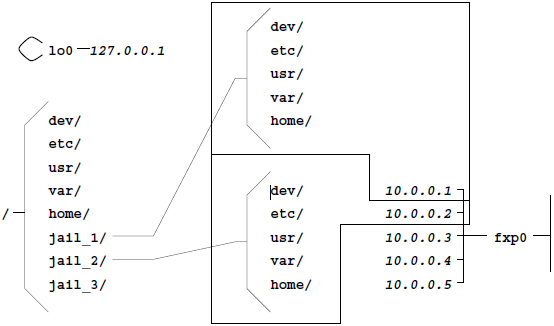 lo0 127.0.0.1
/
dev/
etc/
usr/
var/
home/
jail_1/
jail_2/
jail_3/
dev/
etc/
usr/
var/
home/
dev/
etc/
usr/
var/
home/
10.0.0.1
10.0.0.2
10.0.0.3
10.0.0.4
10.0.0.5
fxp0